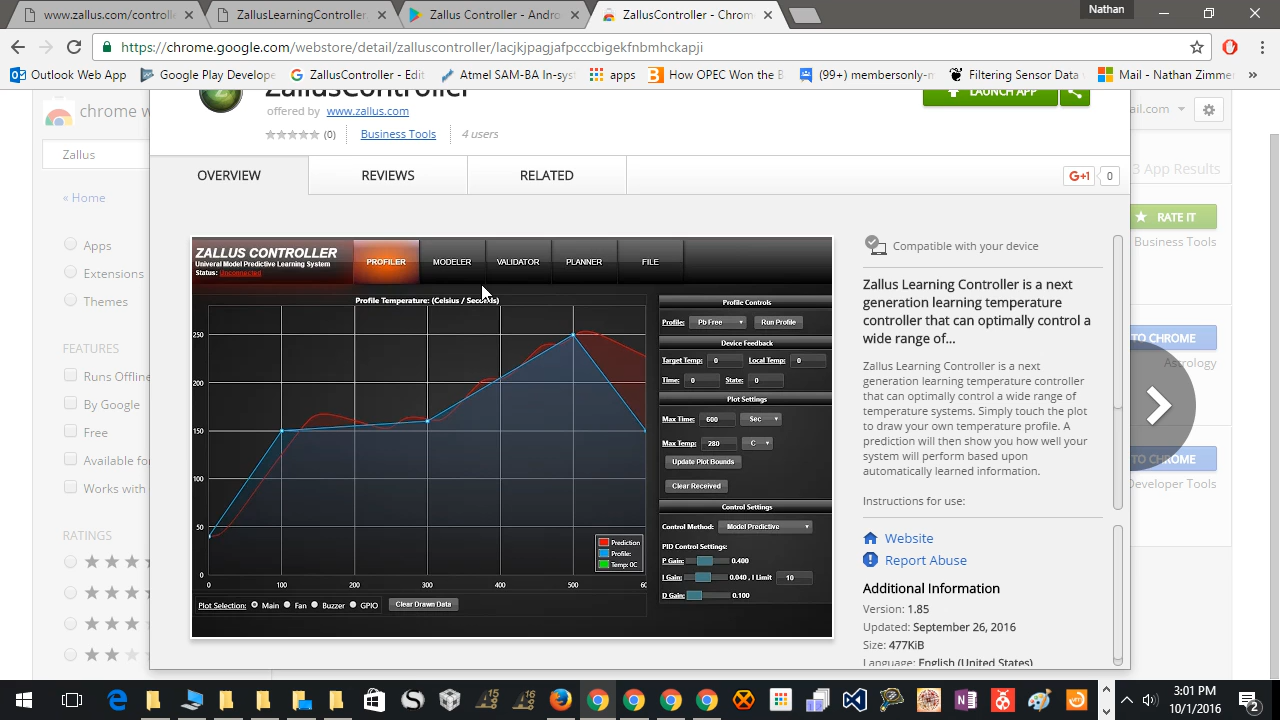 www.zallus.com/controlle
ZallusLearningController
Zallus Controller - Andro
ZallusController - Chrom
Nathan
https://chrome.google.com/webstore/detail/zalluscontroller/lacjkjpagjafpcccbigekfnbmhckapji
Outlook Web App
Google Play Develope
ZallusController - Edit
Atmel SAM-BA In-syst
apps
How OPEC Won the B
(99+) membersonly-
Filtering Sensor Data
Mail - Nathan Zimmer
»
chrome w
ZallusController
offered by www.zallus.com
(0)
Business Tools
4 users
LAUNCH APP
ail.com
Zallus
« Home
Apps
Extensions
Themes
FEATURES
Runs Offline
By Google
Free
Available fo
Works with
RATINGS
OVERVIEW
REVIEWS
RELATED
G+1
0
3 App Results
RATE IT
Business Tools
TO CHROME
Astrology
TO CHROME
Developer Tools
ZALLUS CONTROLLER
Univeral Model Predictive Learning System
Status: Unconnected
PROFILER
MODELER
VALIDATOR
PLANNER
FILE
Profile Temperature: (Celsius / Seconds)
250
200
150
100
50
0
0 100 200 300 400 500 60
Prediction
Profile:
Temp: 0C
Plot Selection: Main Fan Buzzer GPIO
Clear Drawn Data
Profile Controls
Profile: Pb Free
Run Profile
Device Feedback
Target Temp: 0 Local Temp: 0
Time: 0 State: 0
Plot Settings
Max Time: 600 Sec
Max Temp: 280 C
Update Plot Bounds
Clear Received
Control Settings
Control Method: Model Predictive
PID Control Settings:
P Gain: 0.400
I Gain: 0.040 , I Limit 10
D Gain: 0.100
Compatible with your device
Zallus Learning Controller is a next
generation learning temperature
controller that can optimally control a
wide range of...
Zallus Learning Controller is a next
generation learning temperature controller
that can optimally control a wide range of
temperature systems. Simply touch the plot
to draw your own temperature profile. A
prediction will then show you how well your
system will perform based upon
automatically learned information.
Instructions for use:
Website
Report Abuse
Additional Information
Version: 1.85
Updated: September 26, 2016
Size: 477KiB
Language: English (United States)
15
16
3:01 PM
10/1/2016
2